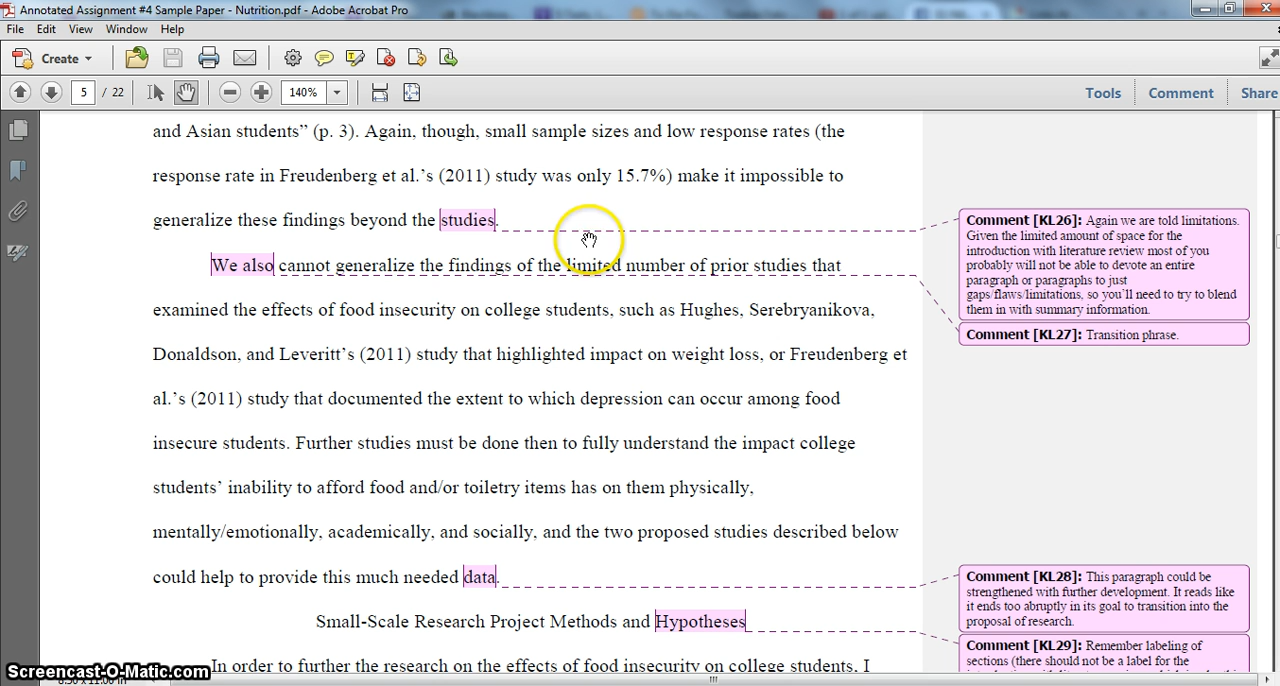 Annotated Assignment #4 Sample Paper - Nutrition.pdf - Adobe Acrobat Pro
File Edit View Window Help
Create
5 / 22 140% Tools Comment Share
and Asian students” (p. 3). Again, though, small sample sizes and low response rates (the
response rate in Freudenberg et al.’s (2011) study was only 15.7%) make it impossible to
generalize these findings beyond the studies.
We also cannot generalize the findings of the limited number of prior studies that
examined the effects of food insecurity on college students, such as Hughes, Serebryanikova,
Donaldson, and Leveritt’s (2011) study that highlighted impact on weight loss, or Freudenberg et
al.’s (2011) study that documented the extent to which depression can occur among food
insecure students. Further studies must be done then to fully understand the impact college
students’ inability to afford food and/or toiletry items has on them physically,
mentally/emotionally, academically, and socially, and the two proposed studies described below
could help to provide this much needed data.
Small-Scale Research Project Methods and Hypotheses
In order to further the research on the effects of food insecurity on college students, I
Comment [KL26]: Again we are told limitations.
Given the limited amount of space for the
introduction with literature review most of you
probably will not be able to devote an entire
paragraph or paragraphs to just
gaps/flaws/limitations, so you’ll need to try to blend
them in with summary information.
Comment [KL27]: Transition phrase.
Comment [KL28]: This paragraph could be
strengthened with further development. It reads like
it ends too abruptly in its goal to transition into the
proposal of research.
Comment [KL29]: Remember labeling of
sections (there should not be a label for the
Screencast-O-Matic.com